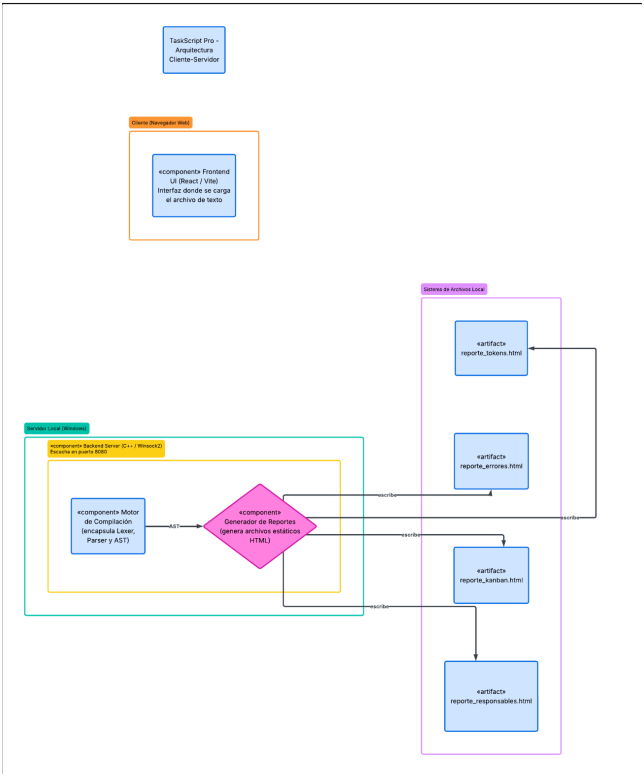 TaskScript Pro -
Arquitectura
Cliente-Servidor
Cliente (Navegador Web)
«component» Frontend
UI (React / Vite)
Interfaz donde se carga
el archivo de texto
Sistema de Archivos Local
«artifact»
reporte_tokens.html
Servidor Local (Windows)
«component» Backend Server (C++ / Winsock2)
Escucha en puerto 8080
«artifact»
reporte_errores.html
«component» Motor
de Compilación
(encapsula Lexer,
Parser y AST)
AST
«component»
Generador de Reportes
(genera archivos estáticos
HTML)
escribe
escribe
escribe
«artifact»
reporte_kanban.html
escribe
«artifact»
reporte_responsables.html